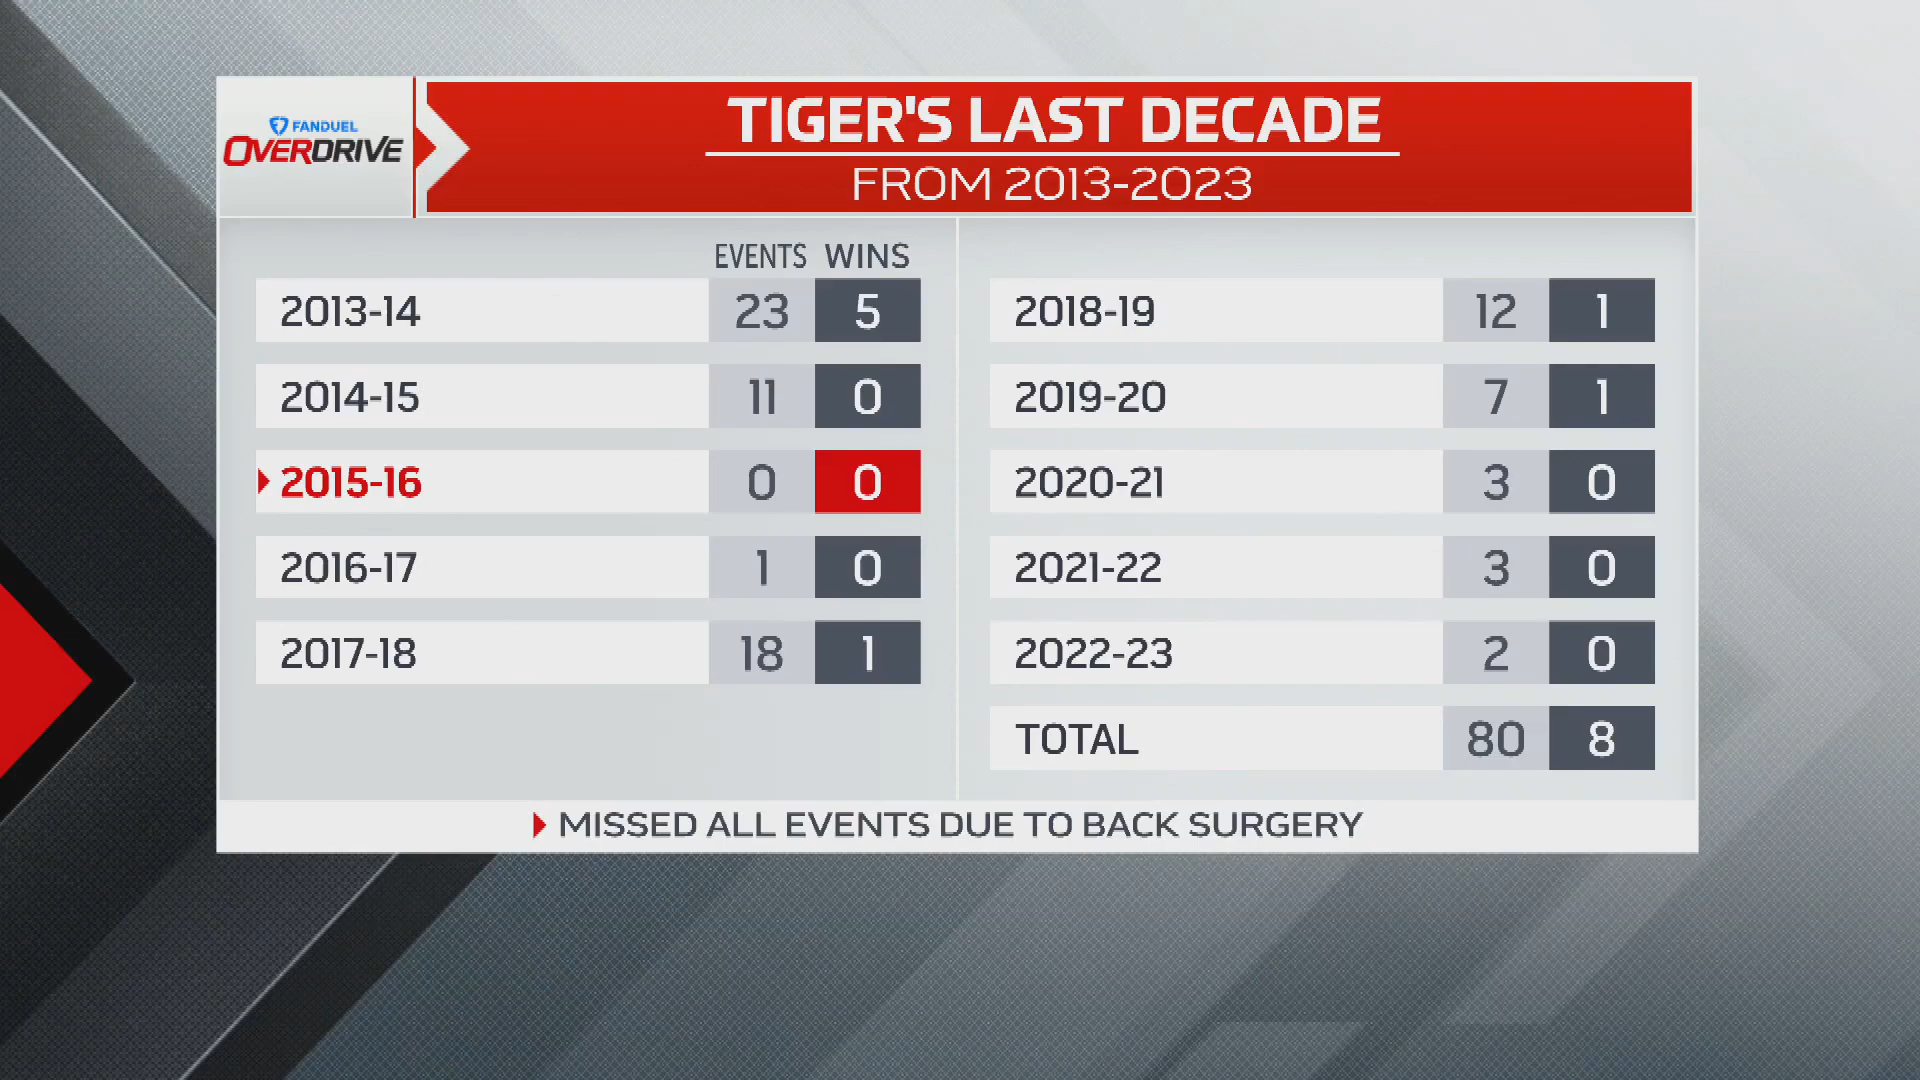 FANDUEL
OVERDRIVE
TIGER'S LAST DECADE
FROM 2013-2023
EVENTS WINS
2013-14 23 5
2014-15 11 0
2015-16 0 0
2016-17 1 0
2017-18 18 1
2018-19 12 1
2019-20 7 1
2020-21 3 0
2021-22 3 0
2022-23 2 0
TOTAL 80 8
MISSED ALL EVENTS DUE TO BACK SURGERY